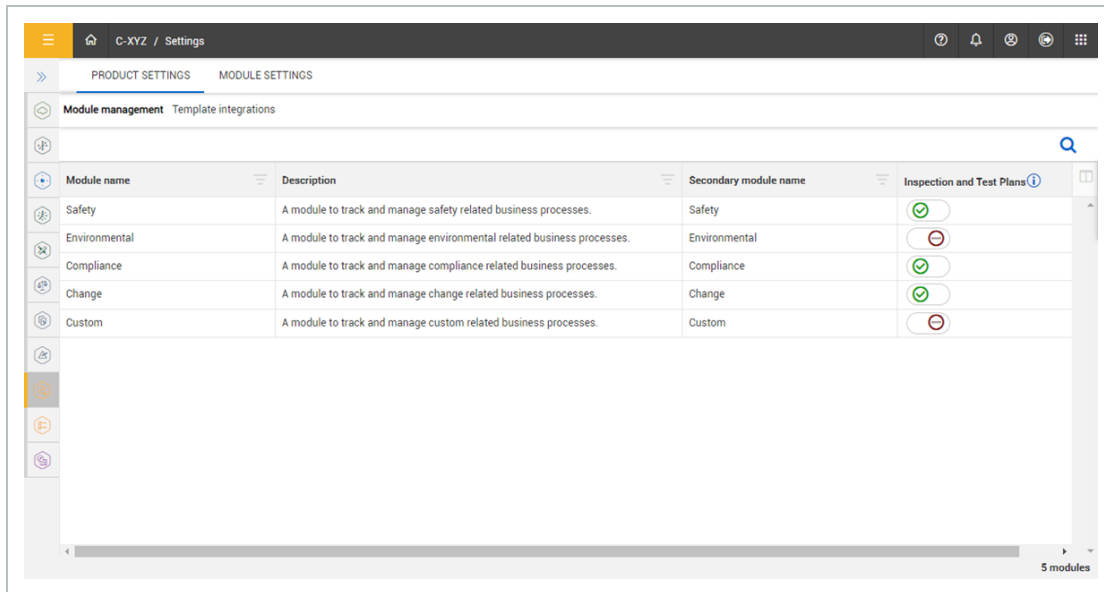 C-XYZ / Settings
PRODUCT SETTINGS MODULE SETTINGS
Module management Template integrations
Module name Description Secondary module name Inspection and Test Plans
Safety A module to track and manage safety related business processes. Safety
Environmental A module to track and manage environmental related business processes. Environmental
Compliance A module to track and manage compliance related business processes. Compliance
Change A module to track and manage change related business processes. Change
Custom A module to track and manage custom related business processes. Custom
5 modules